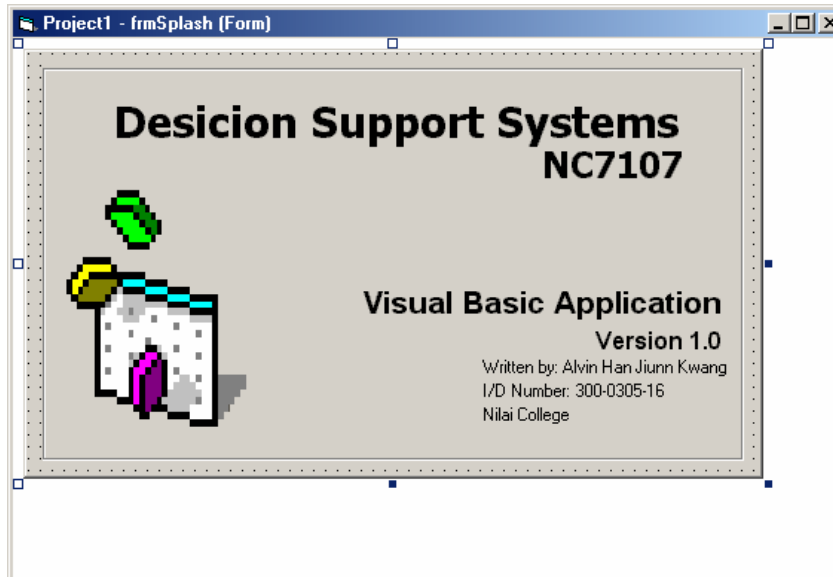 Project1 - frmSplash (Form)
Desicion Support Systems
NC7107
Visual Basic Application
Version 1.0
Written by: Alvin Han Jiunn Kwang
I/D Number: 300-0305-16
Nilai College